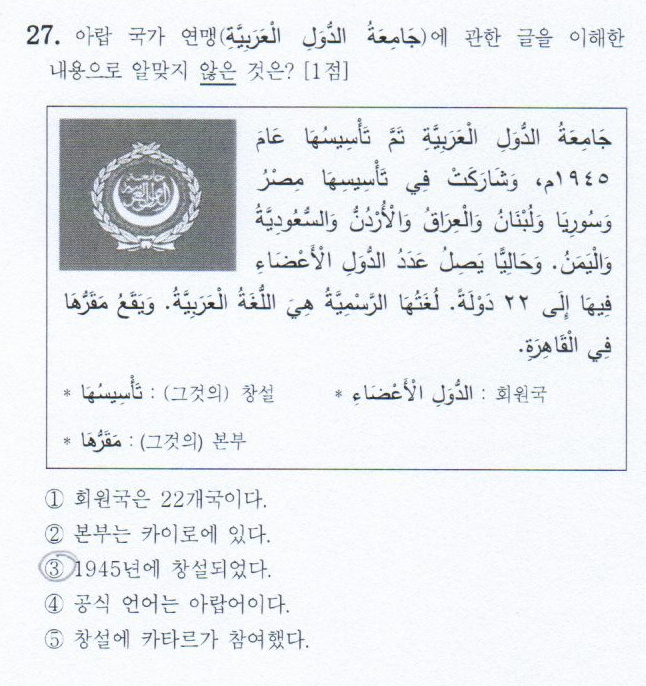 27. 아랍 국가 연맹(جَامِعَةُ الدُّوَلِ الْعَرَبِيَّةِ)에 관한 글을 이해한
내용으로 알맞지 않은 것은? [1점]
جَامِعَةُ الدُّوَلِ الْعَرَبِيَّةِ تَمَّ تَأْسِيسُهَا عَامَ
١٩٤٥م، وَشَارَكَتْ فِي تَأْسِيسِهَا مِصْرُ
وَسُورِيَا وَلُبْنَانُ وَالْعِرَاقُ وَالْأُرْدُنُّ وَالسُّعُودِيَّةُ
وَالْيَمَنُ. وَحَالِيًّا يَصِلُ عَدَدُ الدُّوَلِ الْأَعْضَاءِ
فِيهَا إِلَى ٢٢ دَوْلَةً. لُغَتُهَا الرَّسْمِيَّةُ هِيَ اللُّغَةُ الْعَرَبِيَّةُ. وَيَقَعُ مَقَرُّهَا
فِي الْقَاهِرَةِ.
* تَأْسِيسُهَا : (그것의) 창설 * الدُّوَلِ الْأَعْضَاءِ : 회원국
* مَقَرُّهَا : (그것의) 본부
① 회원국은 22개국이다.
② 본부는 카이로에 있다.
③ 1945년에 창설되었다.
④ 공식 언어는 아랍어이다.
⑤ 창설에 카타르가 참여했다.